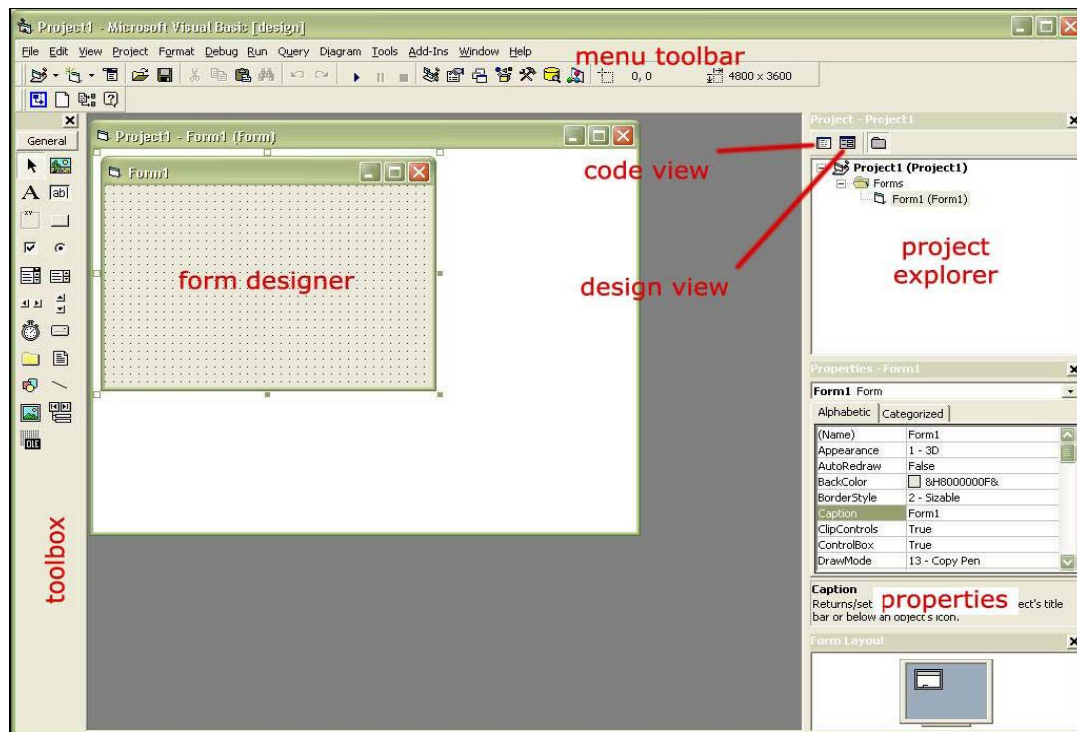 Project1 - Microsoft Visual Basic [design]
File Edit View Project Format Debug Run Query Diagram Tools Add-Ins Window Help
menu toolbar
0, 0
4800 x 3600
General
A
ab
xv
OLE
toolbox
Project1 - Form1 (Form)
Form1
form designer
code view
design view
Project - Project1
Project1 (Project1)
Forms
Form1 (Form1)
project
explorer
Properties - Form1
Form1 Form
Alphabetic Categorized
(Name) Form1
Appearance 1 - 3D
AutoRedraw False
BackColor &H8000000F&
BorderStyle 2 - Sizable
Caption Form1
ClipControls True
ControlBox True
DrawMode 13 - Copy Pen
Caption
Returns/set ect's title
bar or below an object's icon.
properties
Form Layout